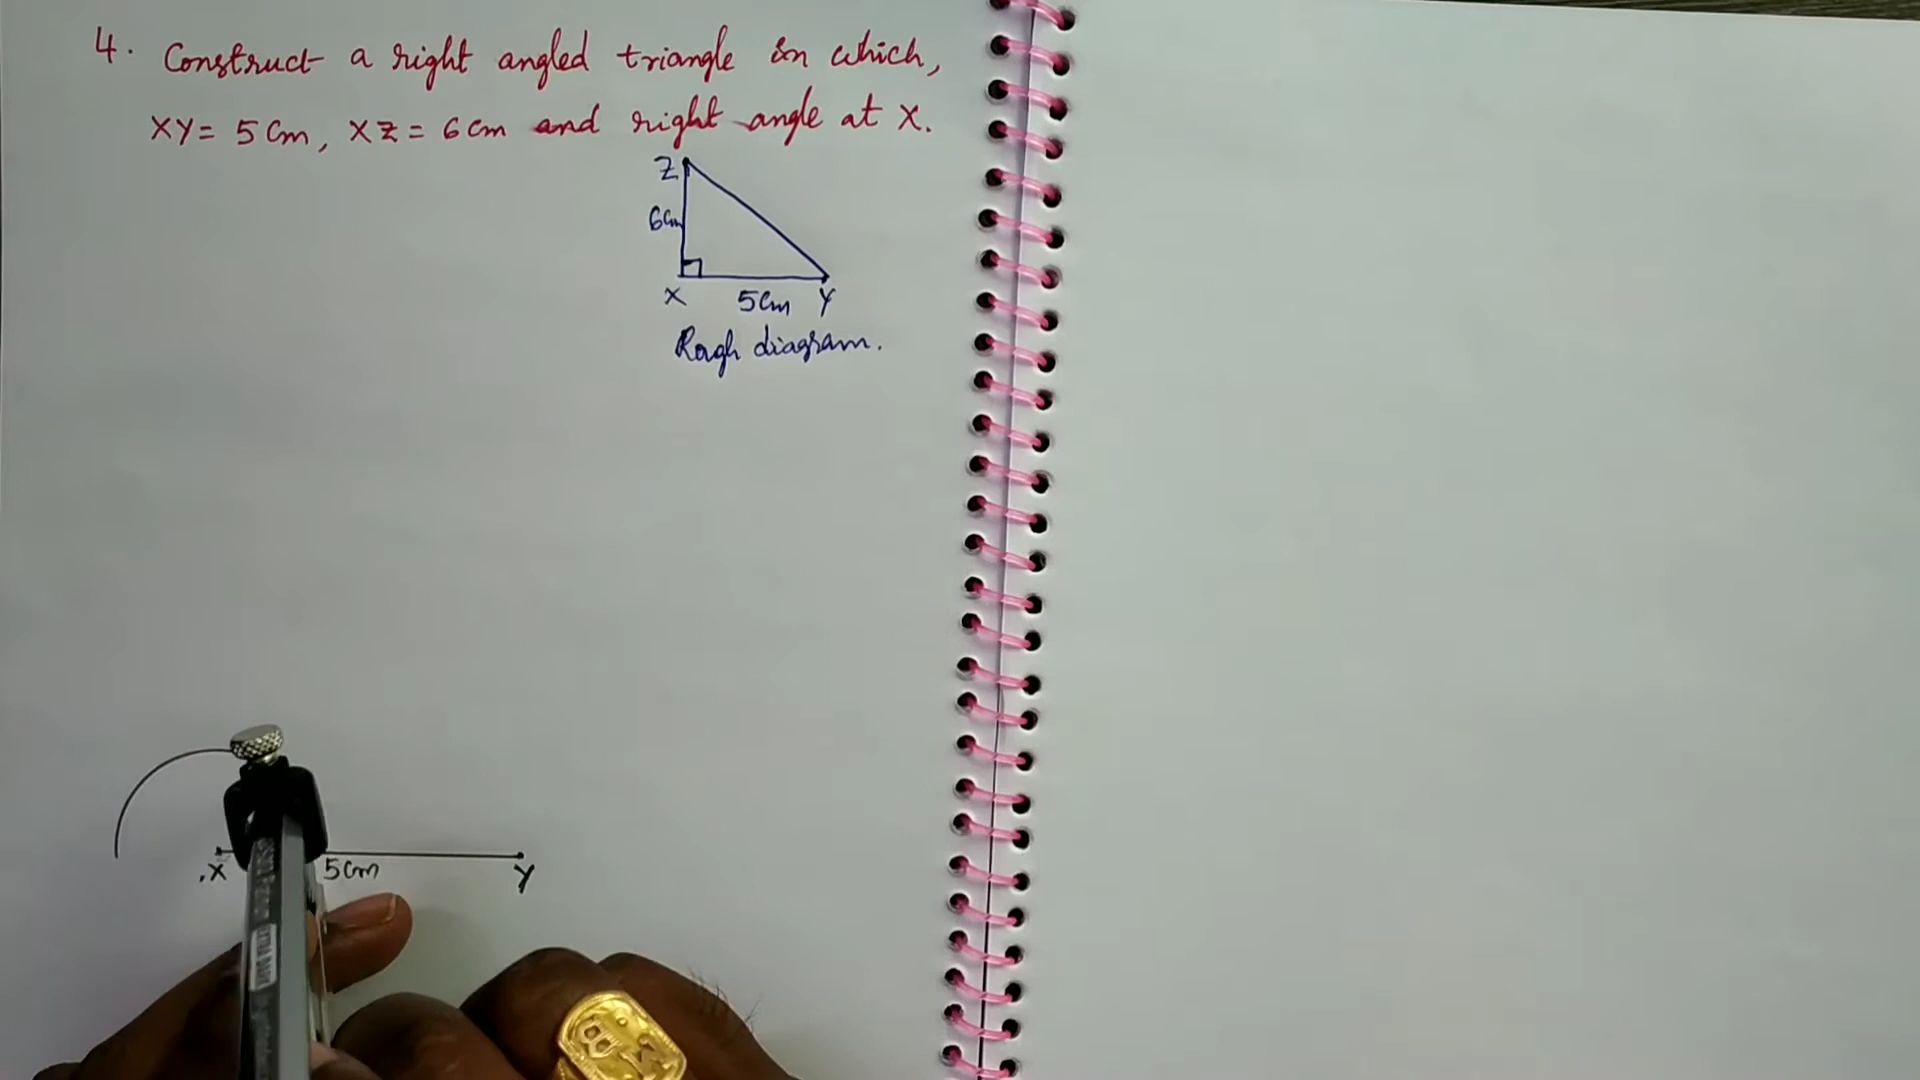 4. Construct a right angled triangle in which,
XY = 5 Cm, XZ = 6 Cm and right angle at X.
Z
6Cm
X 5Cm Y
Rough diagram.
.X 5Cm Y